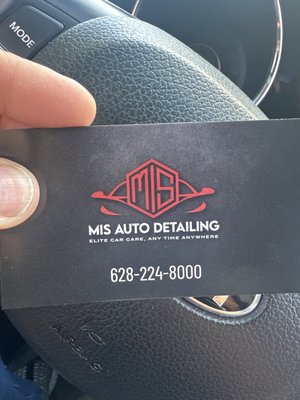 MODE
MIS
MIS AUTO DETAILING
ELITE CAR CARE, ANY TIME ANYWHERE
628-224-8000